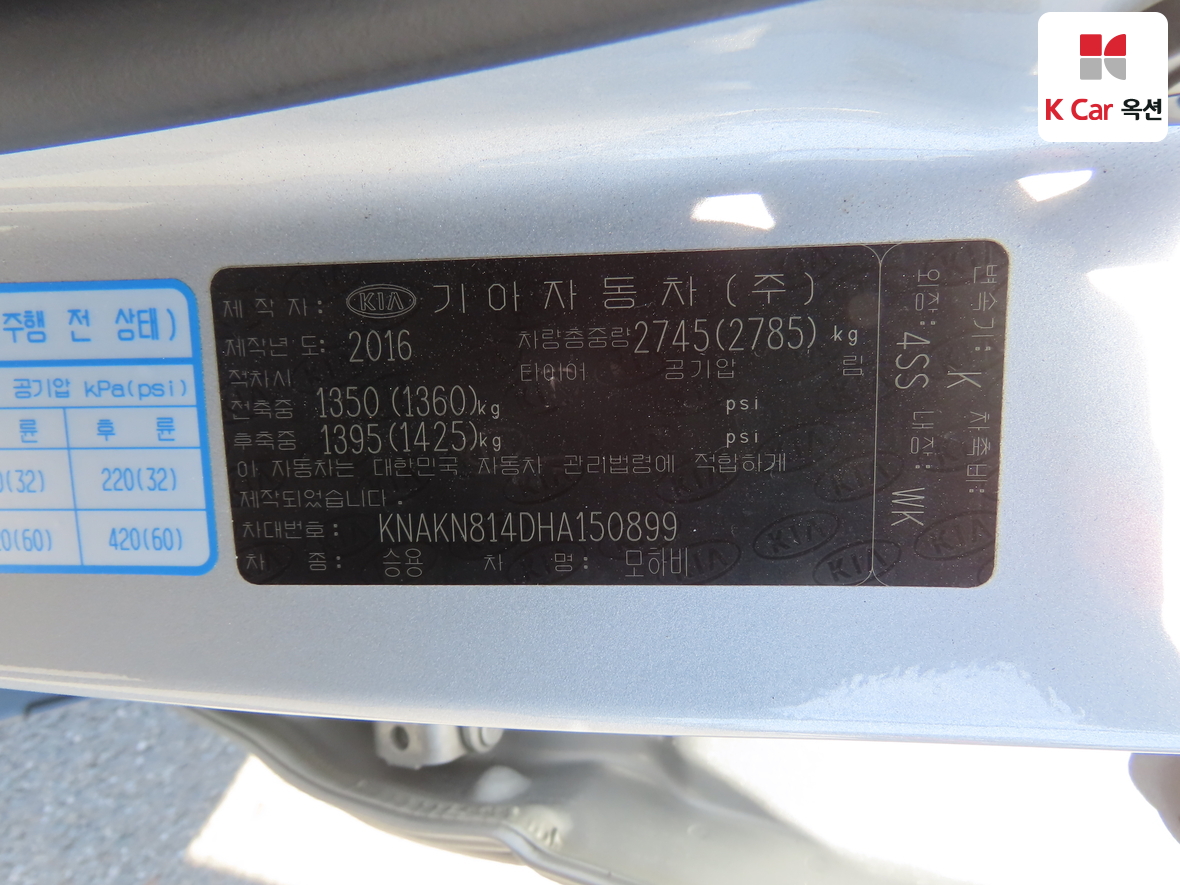 K Car 옥션
주행 전 상태)
공기압 kPa(psi)
륜 후 륜
(32) 220(32)
0(60) 420(60)
제 작 자 : KIA 기 아 자 동 차 ( 주 )
제작년 도: 2016 차량총중량 2745(2785) kg
적차시 타이어 공기압 림
전축중 1350 (1360)kg psi
후축중 1395(1425)kg psi
이 자동차는 대한민국 자동차 관리법령에 적합하게
제작되었습니다.
차대번호: KNAKN814DHA150899
차 종: 승용 차 명: 모하비
변속기: K 차축비:
외장: 4SS 내장: WK